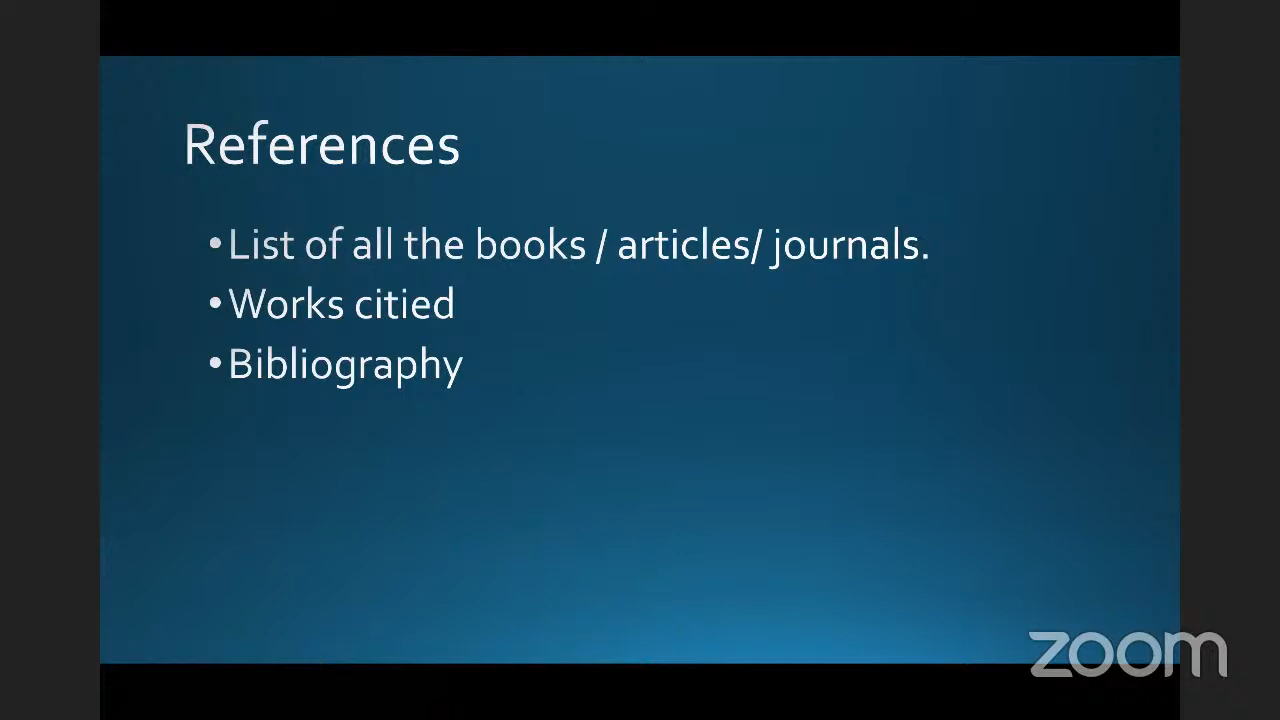 References
•List of all the books / articles/ journals.
•Works citied
•Bibliography
zoom